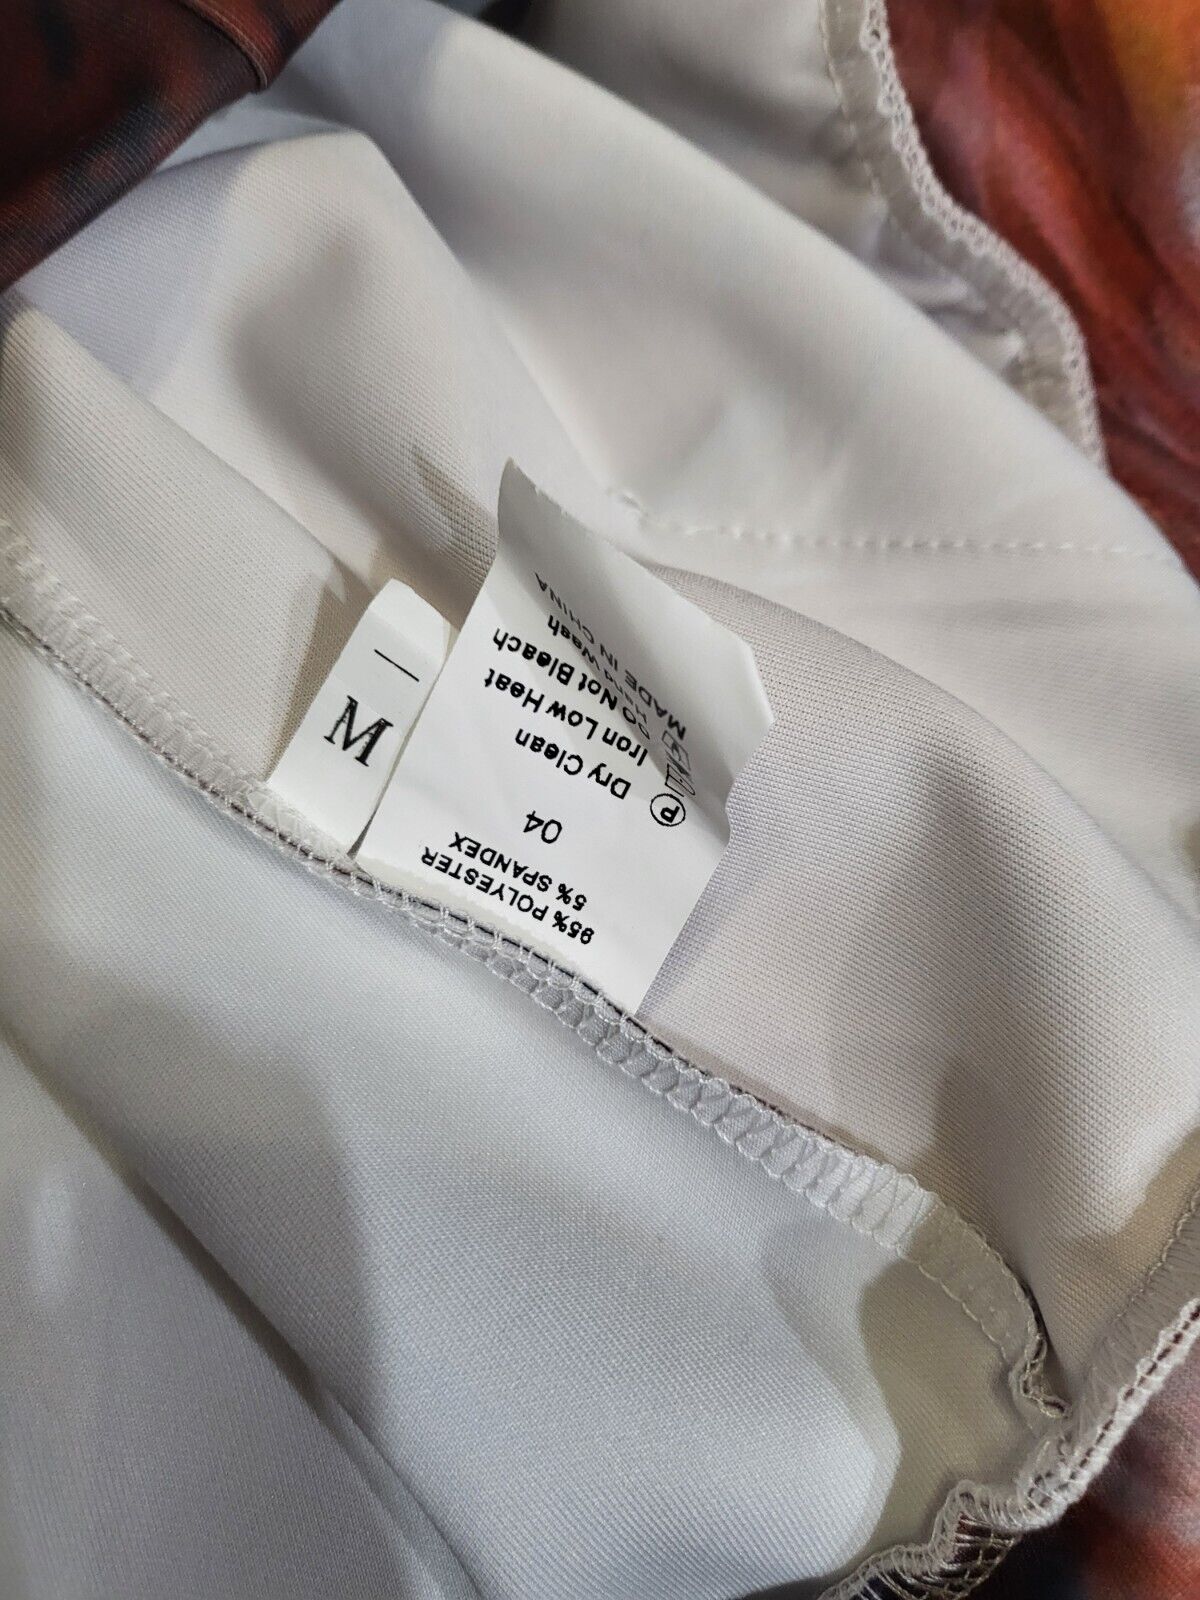 M
95% POLYESTER
5% SPANDEX
04
P Dry Clean
Iron Low Heat
DO Not Bleach
Hand Wash
MADE IN CHINA